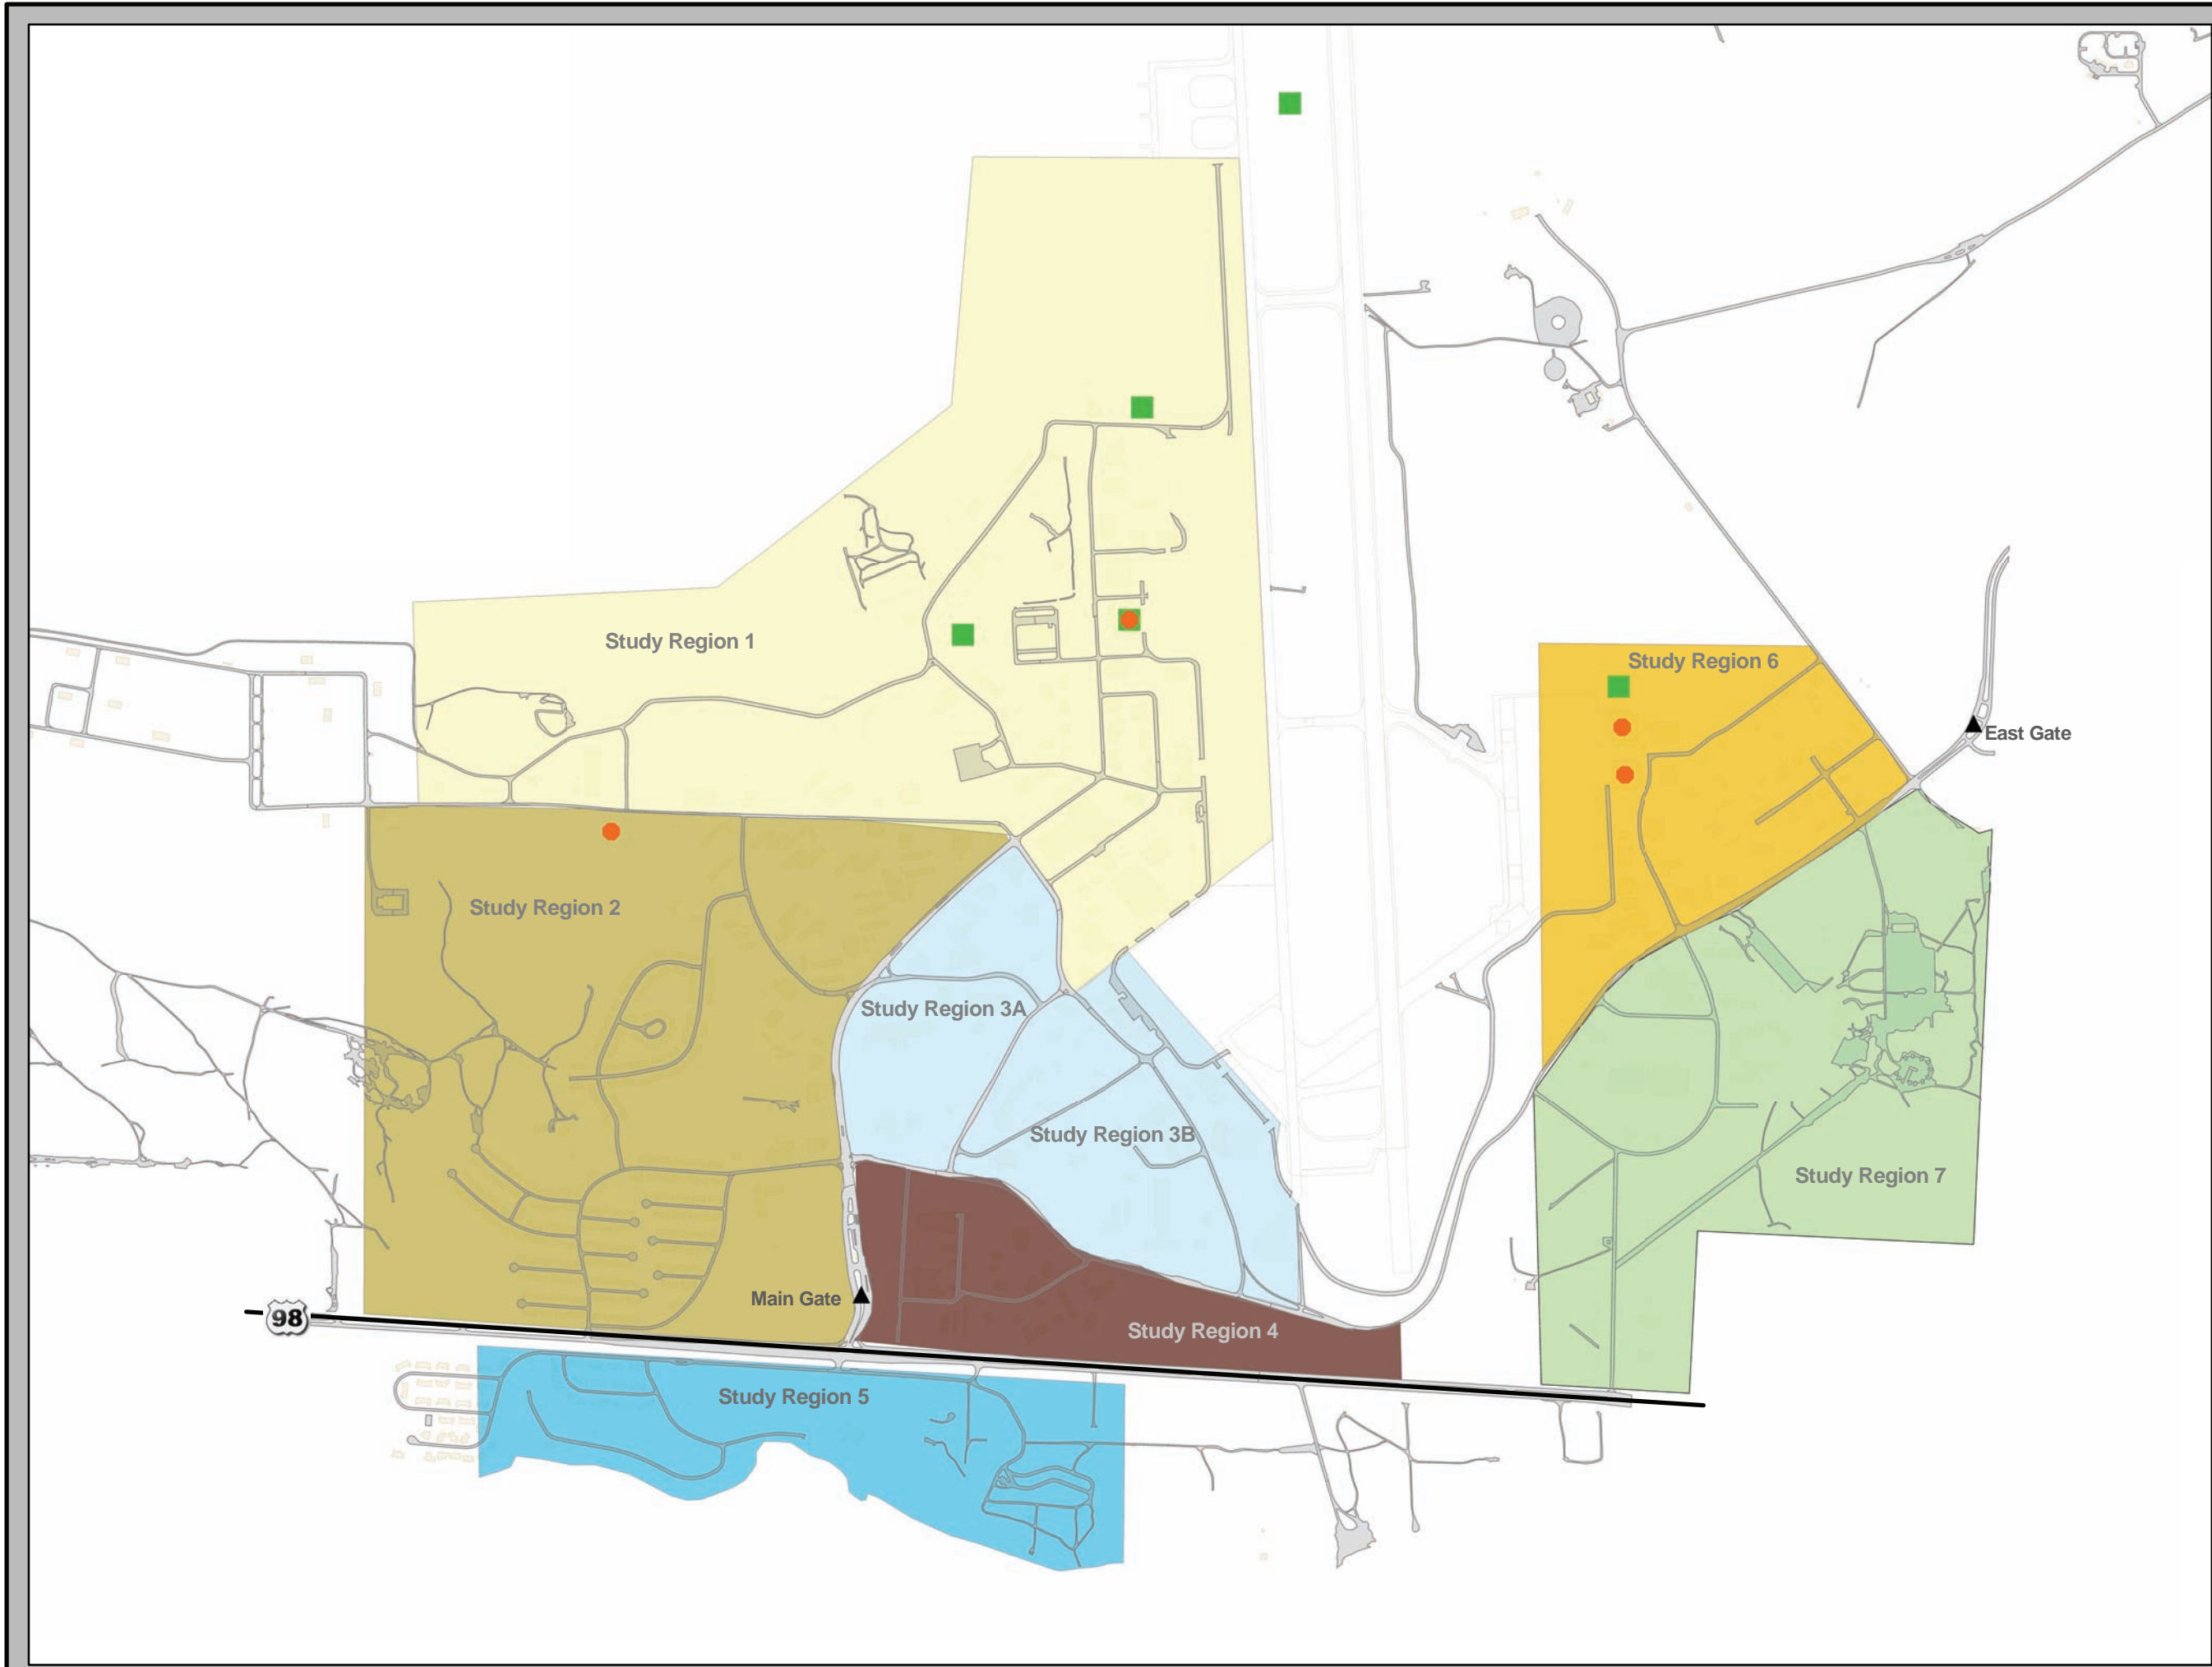 Study Region 1
Study Region 6
East Gate
Study Region 2
Study Region 3A
Study Region 3B
Study Region 7
Main Gate
98
Study Region 4
Study Region 5